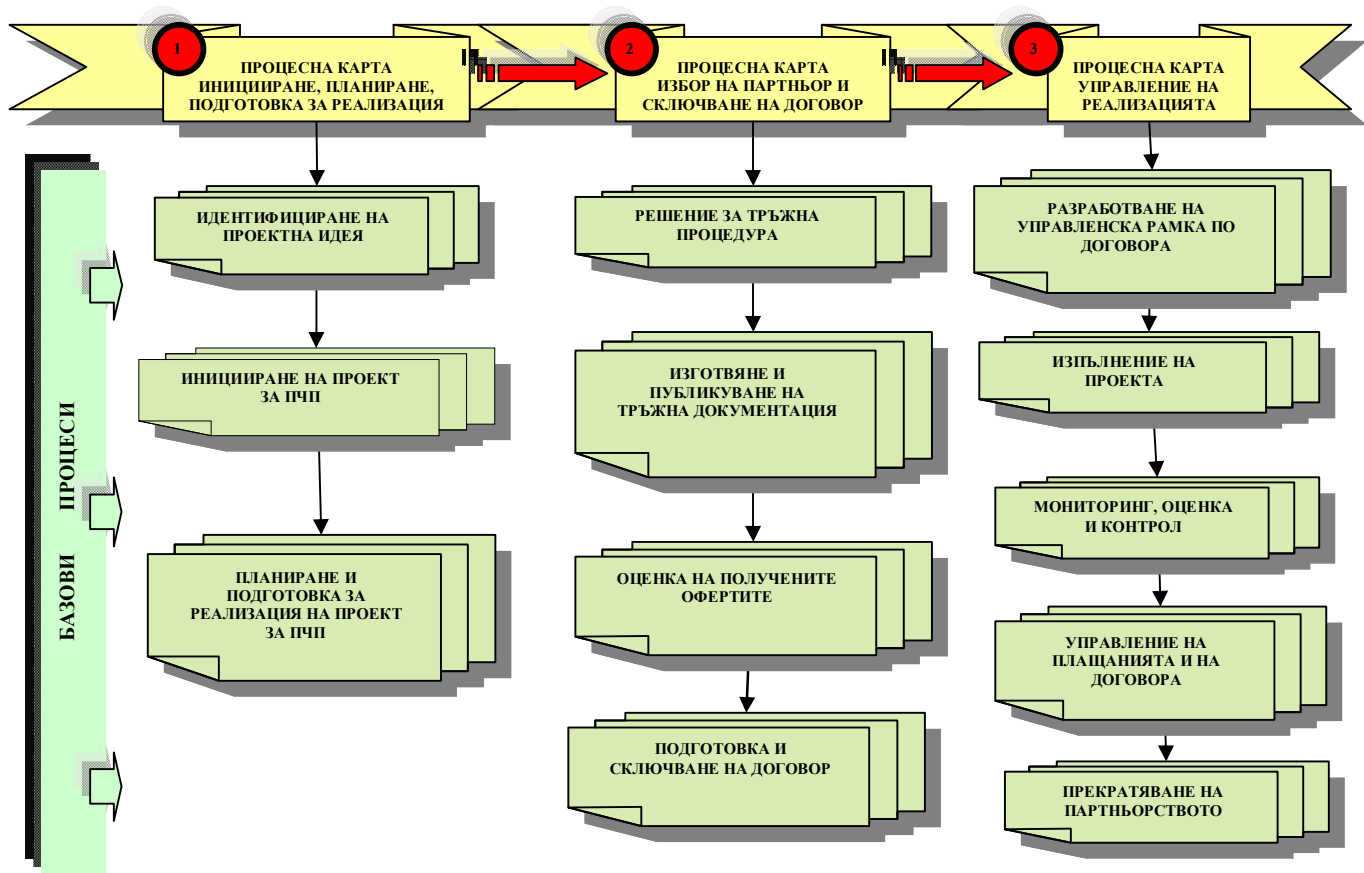 1
ПРОЦЕСНА КАРТА
ИНИЦИИРАНЕ, ПЛАНИРАНЕ,
ПОДГОТОВКА ЗА РЕАЛИЗАЦИЯ
2
ПРОЦЕСНА КАРТА
ИЗБОР НА ПАРТНЬОР И
СКЛЮЧВАНЕ НА ДОГОВОР
3
ПРОЦЕСНА КАРТА
УПРАВЛЕНИЕ НА
РЕАЛИЗАЦИЯТА
БАЗОВИ ПРОЦЕСИ
ИДЕНТИФИЦИРАНЕ НА
ПРОЕКТНА ИДЕЯ
ИНИЦИИРАНЕ НА ПРОЕКТ
ЗА ПЧП
ПЛАНИРАНЕ И
ПОДГОТОВКА ЗА
РЕАЛИЗАЦИЯ НА ПРОЕКТ
ЗА ПЧП
РЕШЕНИЕ ЗА ТРЪЖНА
ПРОЦЕДУРА
ИЗГОТВЯНЕ И
ПУБЛИКУВАНЕ НА
ТРЪЖНА ДОКУМЕНТАЦИЯ
ОЦЕНКА НА ПОЛУЧЕНИТЕ
ОФЕРТИТЕ
ПОДГОТОВКА И
СКЛЮЧВАНЕ НА ДОГОВОР
РАЗРАБОТВАНЕ НА
УПРАВЛЕНСКА РАМКА ПО
ДОГОВОРА
ИЗПЪЛНЕНИЕ НА
ПРОЕКТА
МОНИТОРИНГ, ОЦЕНКА
И КОНТРОЛ
УПРАВЛЕНИЕ НА
ПЛАЩАНИЯТА И НА
ДОГОВОРА
ПРЕКРАТЯВАНЕ НА
ПАРТНЬОРСТВОТО